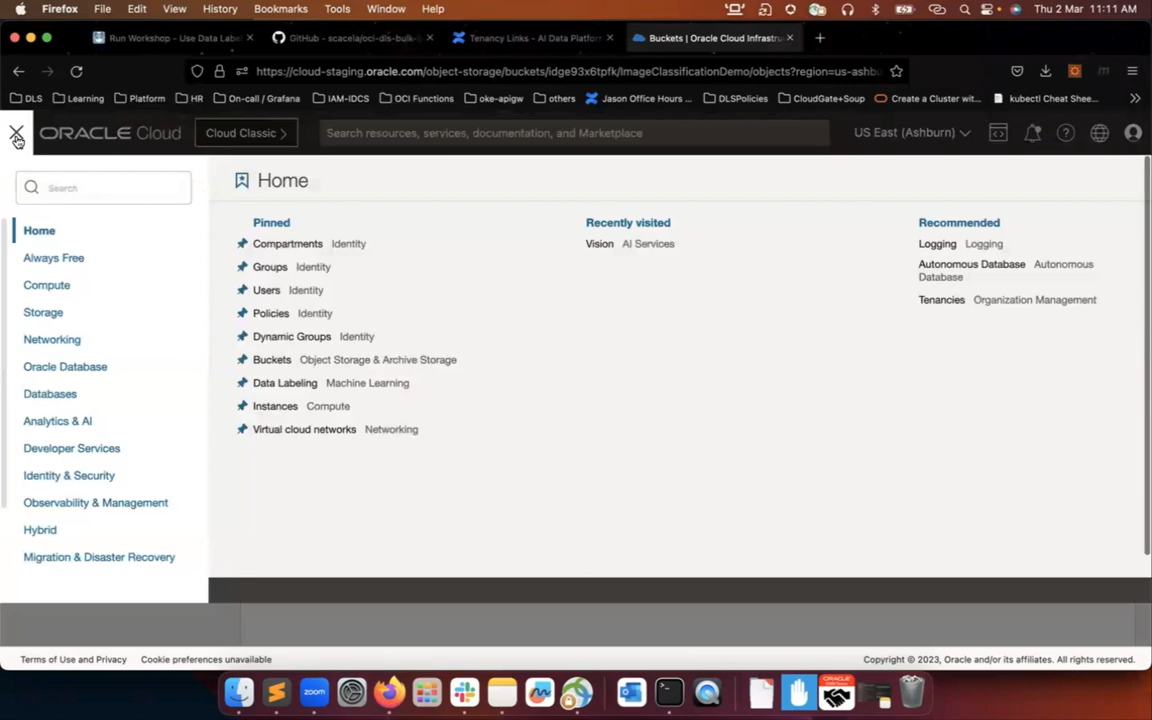 Firefox File Edit View History Bookmarks Tools Window Help Thu 2 Mar 11:11 AM
Run Workshop - Use Data Label GitHub - scacela/oci-dls-bulk- Tenancy Links - AI Data Platfor Buckets | Oracle Cloud Infrastru
https://cloud-staging.oracle.com/object-storage/buckets/idge93x6tpfk/ImageClassificationDemo/objects?region=us-ashb
DLS Learning Platform HR On-call / Grafana IAM-IDCS OCI Functions oke-apigw others Jason Office Hours ... DLSPolicies CloudGate+Soup Create a Cluster wit... kubectl Cheat Shee...
ORACLE Cloud Cloud Classic Search resources, services, documentation, and Marketplace US East (Ashburn)
Search
Home
Always Free
Compute
Storage
Networking
Oracle Database
Databases
Analytics & AI
Developer Services
Identity & Security
Observability & Management
Hybrid
Migration & Disaster Recovery
Home
Pinned
Compartments Identity
Groups Identity
Users Identity
Policies Identity
Dynamic Groups Identity
Buckets Object Storage & Archive Storage
Data Labeling Machine Learning
Instances Compute
Virtual cloud networks Networking
Recently visited
Vision AI Services
Recommended
Logging Logging
Autonomous Database Autonomous
Database
Tenancies Organization Management
Terms of Use and Privacy Cookie preferences unavailable Copyright © 2023, Oracle and/or its affiliates. All rights reserved.
zoom
ORACLE